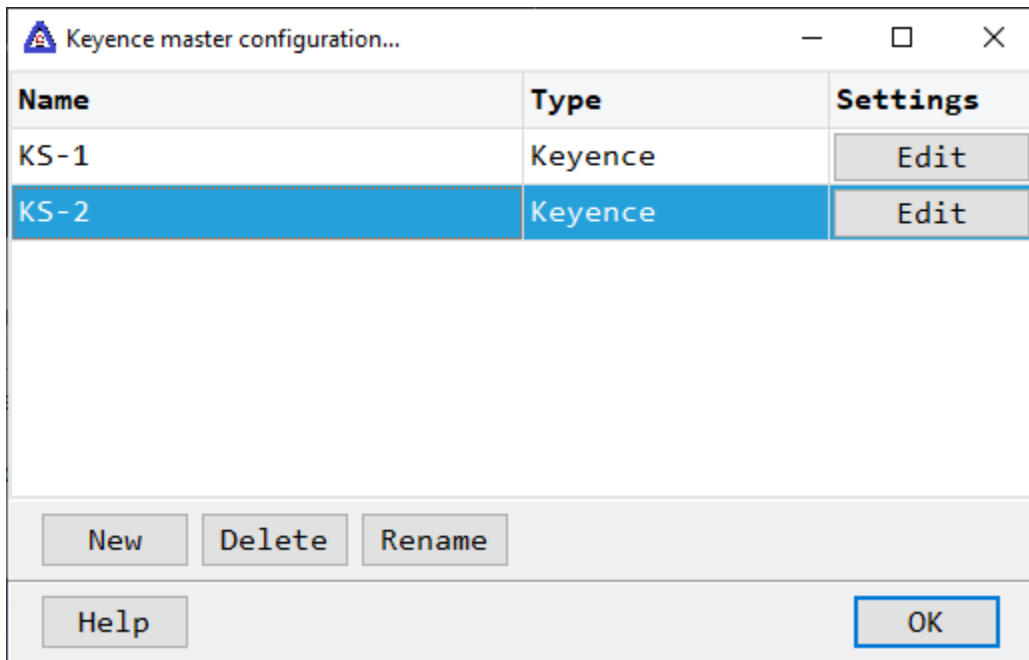 Keyence master configuration...
Name Type Settings
KS-1 Keyence Edit
KS-2 Keyence Edit
New Delete Rename
Help OK